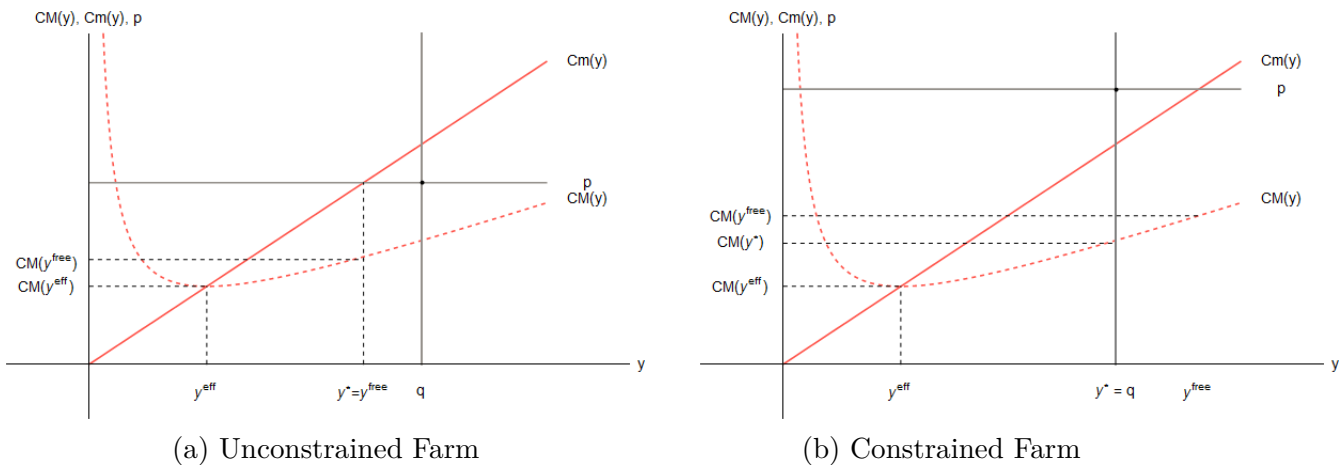 CM(y), Cm(y), p
Cm(y)
p
CM(y)
CM(y^free)
CM(y^eff)
y
y^eff
y*=y^free
q
(a) Unconstrained Farm
CM(y), Cm(y), p
Cm(y)
p
CM(y^free)
CM(y)
CM(y*)
CM(y^eff)
y
y^eff
y* = q
y^free
(b) Constrained Farm